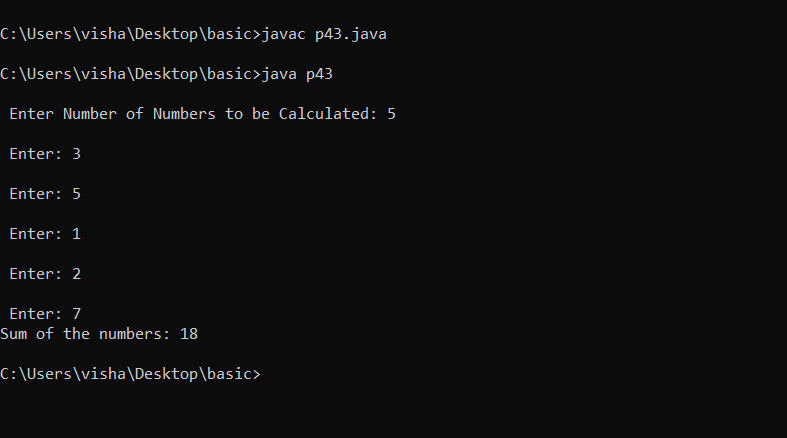 C:\Users\visha\Desktop\basic>javac p43.java
C:\Users\visha\Desktop\basic>java p43
Enter Number of Numbers to be Calculated: 5
Enter: 3
Enter: 5
Enter: 1
Enter: 2
Enter: 7
Sum of the numbers: 18
C:\Users\visha\Desktop\basic>